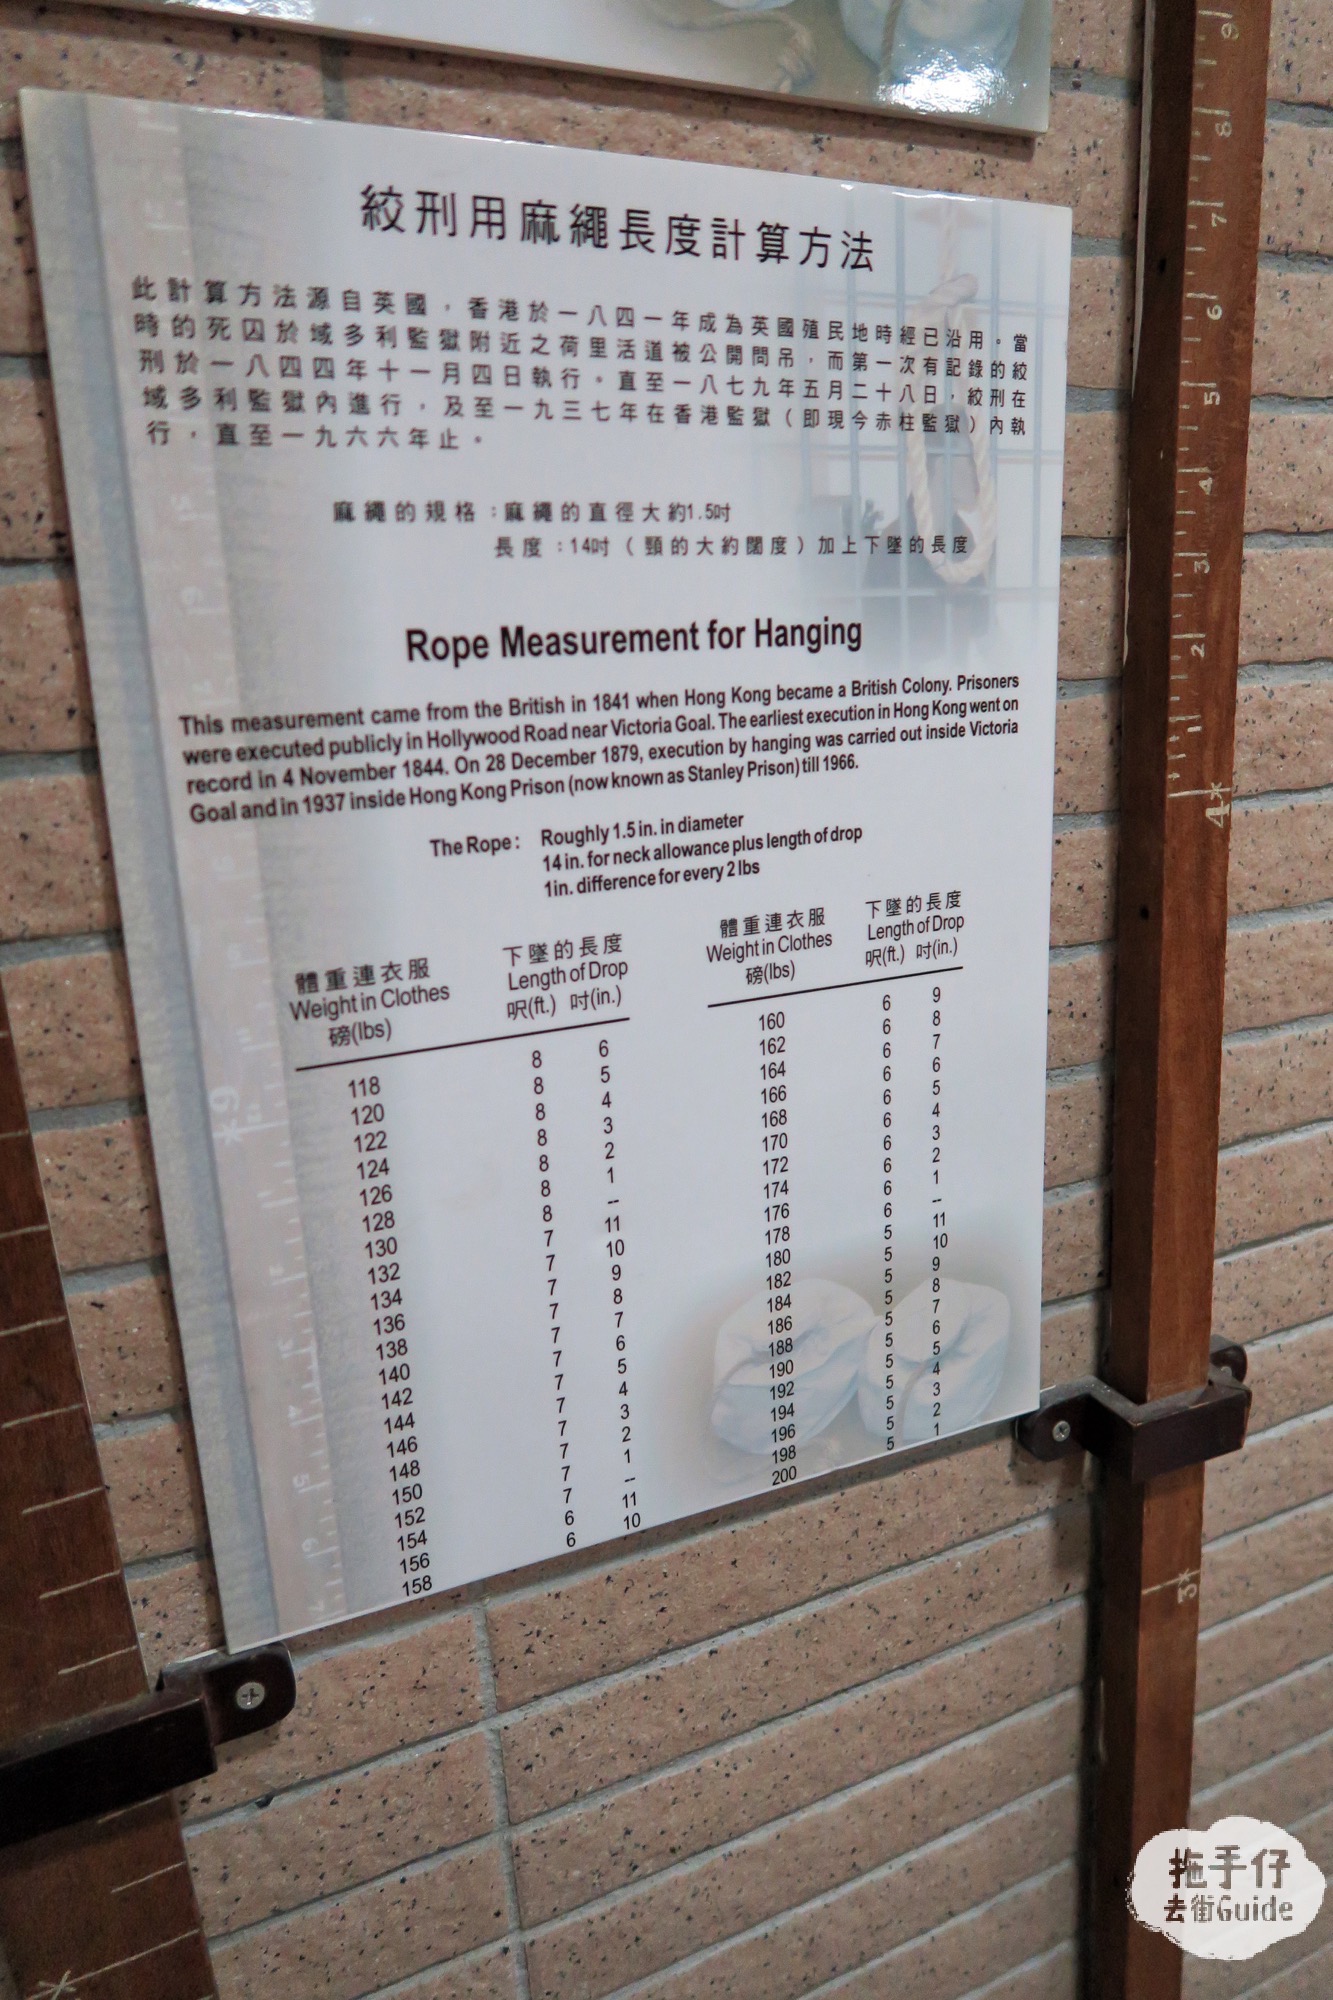 絞刑用麻繩長度計算方法
此計算方法源自英國，香港於一八四一年成為英國殖民地時經已沿用。當
時的死囚於域多利監獄附近之荷里活道被公開問吊，而第一次有記錄的絞
刑於一八四四年十一月四日執行。直至一八七九年五月二十八日，絞刑在
域多利監獄內進行，及至一九三七年在香港監獄（即現今赤柱監獄）內執
行，直至一九六六年止。
麻繩的規格：麻繩的直徑大約1.5吋
長度：14吋（頸的大約闊度）加上下墜的長度
Rope Measurement for Hanging
This measurement came from the British in 1841 when Hong Kong became a British Colony. Prisoners
were executed publicly in Hollywood Road near Victoria Goal. The earliest execution in Hong Kong went on
record in 4 November 1844. On 28 December 1879, execution by hanging was carried out inside Victoria
Goal and in 1937 inside Hong Kong Prison (now known as Stanley Prison) till 1966.
The Rope: Roughly 1.5 in. in diameter
14 in. for neck allowance plus length of drop
1in. difference for every 2 lbs
體重連衣服 下墜的長度
Weight in Clothes Length of Drop
磅(lbs) 呎(ft.) 吋(in.)
118 8 6
120 8 5
122 8 4
124 8 3
126 8 2
128 8 1
130 8 --
132 7 11
134 7 10
136 7 9
138 7 8
140 7 7
142 7 6
144 7 5
146 7 4
148 7 3
150 7 2
152 7 1
154 7 --
156 6 11
158 6 10
體重連衣服 下墜的長度
Weight in Clothes Length of Drop
磅(lbs) 呎(ft.) 吋(in.)
160 6 9
162 6 8
164 6 7
166 6 6
168 6 5
170 6 4
172 6 3
174 6 2
176 6 1
178 6 --
180 5 11
182 5 10
184 5 9
186 5 8
188 5 7
190 5 6
192 5 5
194 5 4
196 5 3
198 5 2
200 5 1
9
8
7
6
5
4
3
2
1
4*
3*
拖手仔
去街Guide